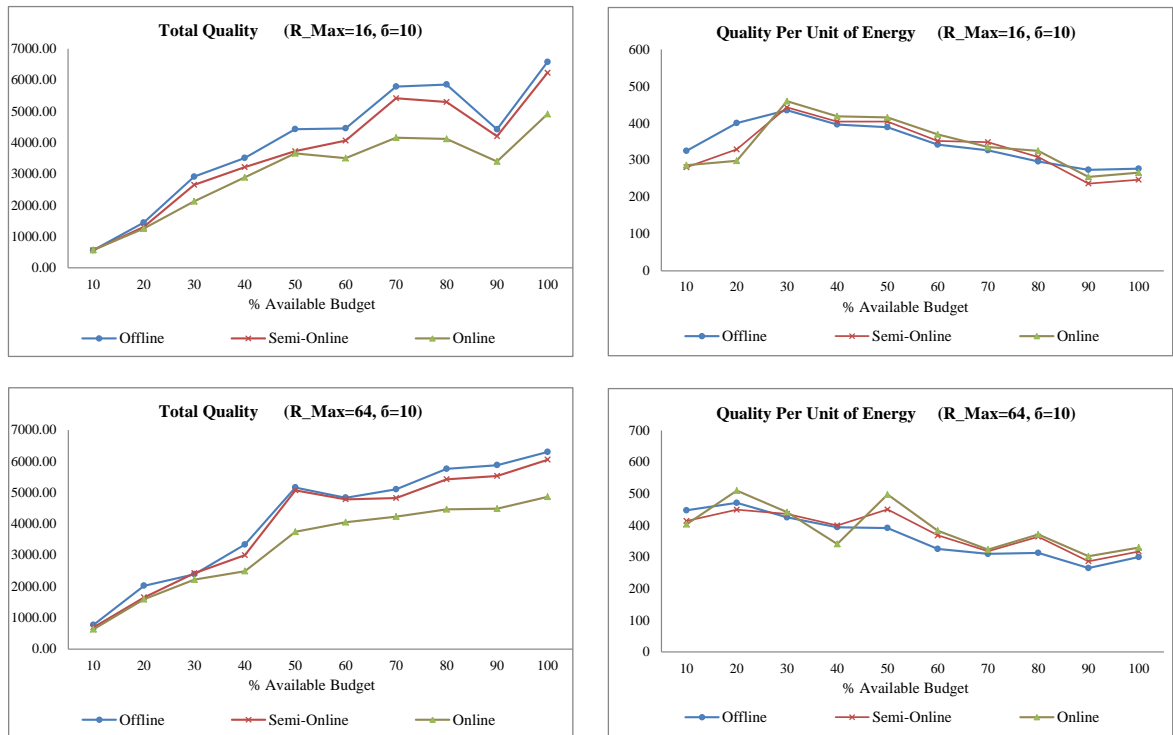 Total Quality (R_Max=16, δ=10)
7000.00
6000.00
5000.00
4000.00
3000.00
2000.00
1000.00
0.00
10 20 30 40 50 60 70 80 90 100
% Available Budget
Offline Semi-Online Online
Quality Per Unit of Energy (R_Max=16, δ=10)
600
500
400
300
200
100
0
10 20 30 40 50 60 70 80 90 100
% Available Budget
Offline Semi-Online Online
Total Quality (R_Max=64, δ=10)
7000.00
6000.00
5000.00
4000.00
3000.00
2000.00
1000.00
0.00
10 20 30 40 50 60 70 80 90 100
% Available Budget
Offline Semi-Online Online
Quality Per Unit of Energy (R_Max=64, δ=10)
700
600
500
400
300
200
100
0
10 20 30 40 50 60 70 80 90 100
% Available Budget
Offline Semi-Online Online